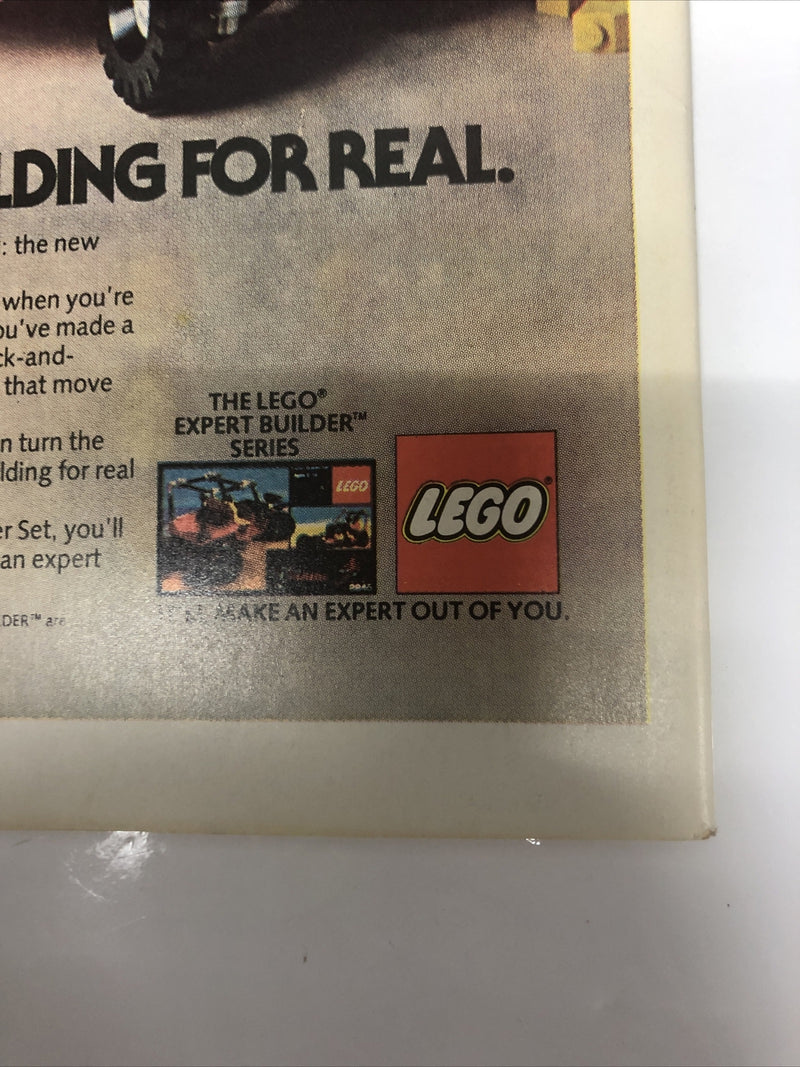 LDING FOR REAL.
: the new
when you're
ou've made a
ck-and-
that move
n turn the
lding for real
er Set, you'll
an expert
DER™ are
THE LEGO®
EXPERT BUILDER™
SERIES
LEGO
LEGO®
MAKE AN EXPERT OUT OF YOU.